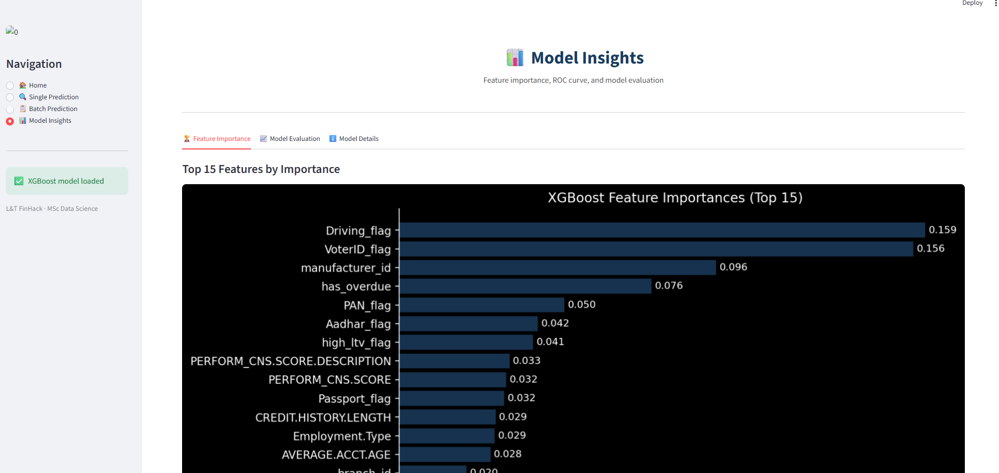 Deploy
0
Navigation
Home
Single Prediction
Batch Prediction
Model Insights
XGBoost model loaded
L&T FinHack · MSc Data Science
Model Insights
Feature importance, ROC curve, and model evaluation
Feature Importance
Model Evaluation
Model Details
Top 15 Features by Importance
XGBoost Feature Importances (Top 15)
Driving_flag 0.159
VoterID_flag 0.156
manufacturer_id 0.096
has_overdue 0.076
PAN_flag 0.050
Aadhar_flag 0.042
high_ltv_flag 0.041
PERFORM_CNS.SCORE.DESCRIPTION 0.033
PERFORM_CNS.SCORE 0.032
Passport_flag 0.032
CREDIT.HISTORY.LENGTH 0.029
Employment.Type 0.029
AVERAGE.ACCT.AGE 0.028
branch_id 0.020